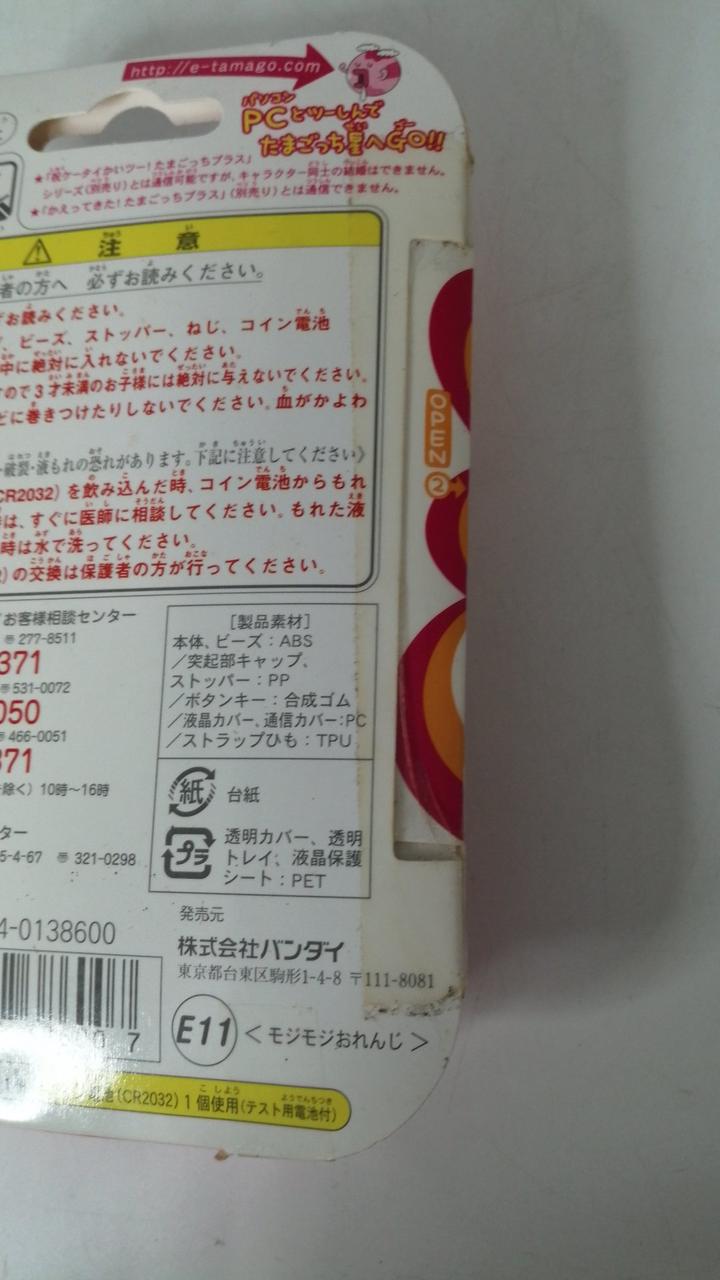 http://e-tamago.com
PCとツーしんで
たまごっち星へGO!!
★「祝ケータイかいツー!たまごっちプラス」
シリーズ(別売り)とは通信可能ですが、キャラクター同士の結婚はできません。
★「かえってきた!たまごっちプラス」(別売り)とは通信できません。
⚠ 注意
者の方へ 必ずお読みください。
お読みください。
、ビーズ、ストッパー、ねじ、コイン電池
中に絶対に入れないでください。
ので3才未満のお子様には絶対に与えないでください。
どに巻きつけたりしないでください。血がかよわ
破裂・液もれの恐れがあります。下記に注意してください》
CR2032)を飲み込んだ時、コイン電池からもれ
は、すぐに医師に相談してください。もれた液
時は水で洗ってください。
)の交換は保護者の方が行ってください。
お客様相談センター
〒277-8511
371
〒531-0072
050
〒466-0051
371
除く)10時〜16時
ター
5-4-67 〒321-0298
[製品素材]
本体、ビーズ:ABS
/突起部キャップ、
ストッパー:PP
/ボタンキー:合成ゴム
/液晶カバー、通信カバー:PC
/ストラップひも:TPU
紙 台紙
プラ 透明カバー、透明
トレイ、液晶保護
シート:PET
4-0138600
発売元
株式会社バンダイ
東京都台東区駒形1-4-8 〒111-8081
7
E11 <モジモジおれんじ>
電池(CR2032)1個使用(テスト用電池付)
OPEN
②